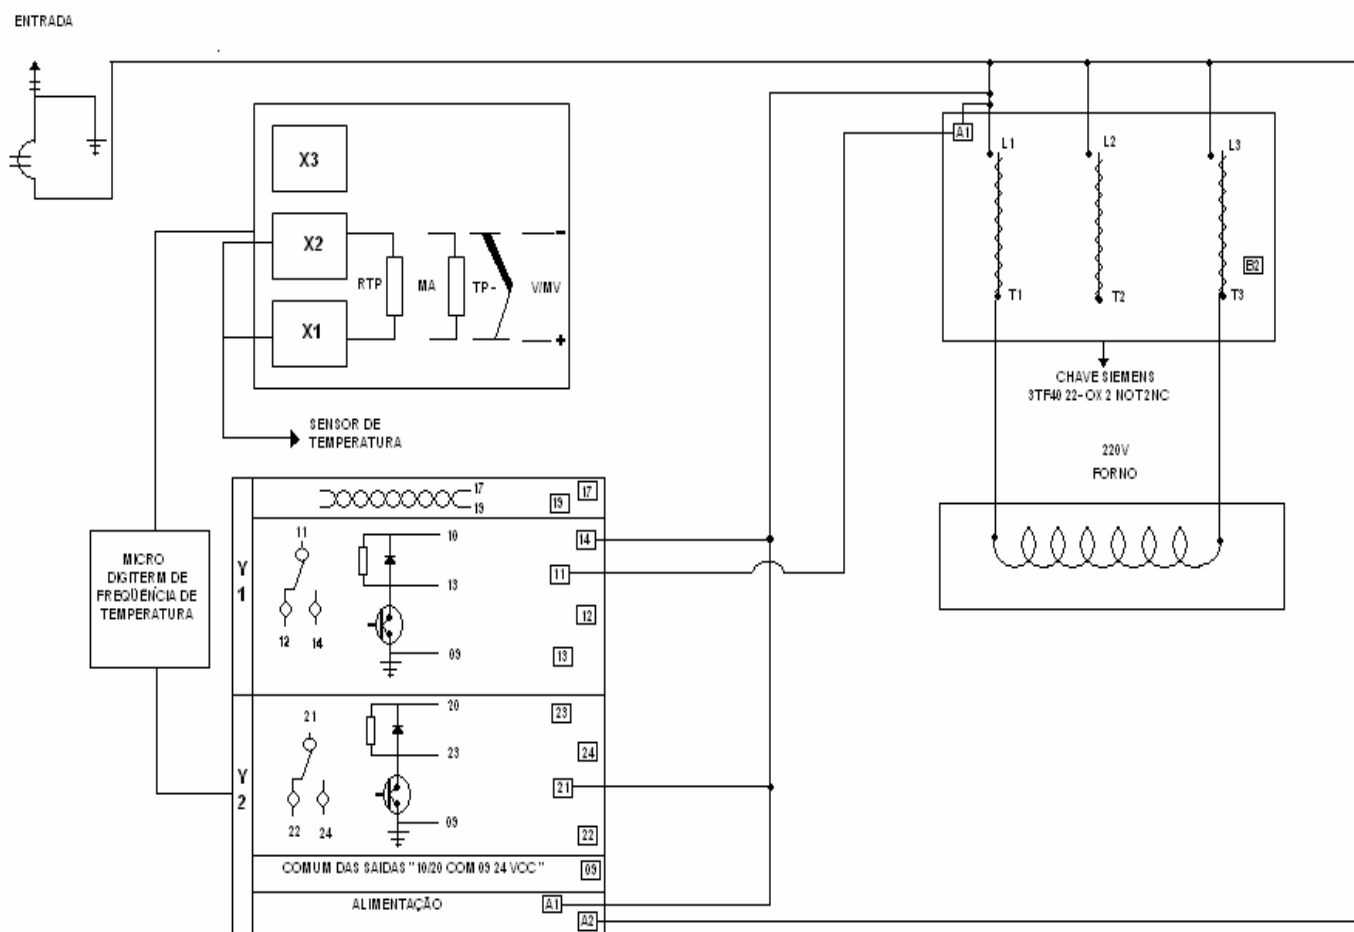 ENTRADA
X3
X2
X1
RTP
MA
TP-
V/MV
-
+
SENSOR DE
TEMPERATURA
MICRO
DIGITERM DE
FREQÜÊNCIA DE
TEMPERATURA
Y
1
17
19
19
17
11
12
14
10
13
09
14
11
12
13
Y
2
21
22
24
20
23
09
23
24
21
22
COMUM DAS SAIDAS "10/20 COM 09 24 VCC"
09
ALIMENTAÇÃO
A1
A2
A1
L1
L2
L3
B2
T1
T2
T3
CHAVE SIEMENS
3TF40 22-OX 2 NOT2NC
220V
FORNO